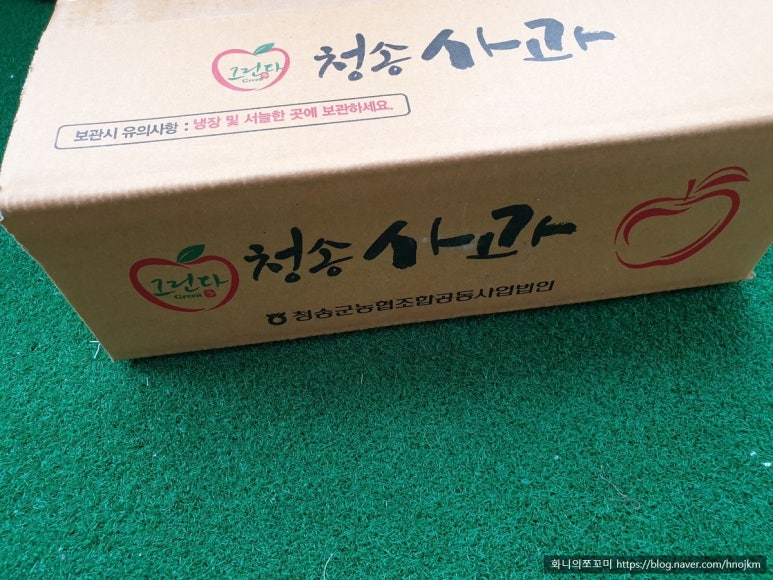 그린다
Green
청송 사과
보관시 유의사항 : 냉장 및 서늘한 곳에 보관하세요.
그린다
Green
청송 사과
청송군농협조합공동사업법인
화니의쪼꼬미 https://blog.naver.com/hnojkm